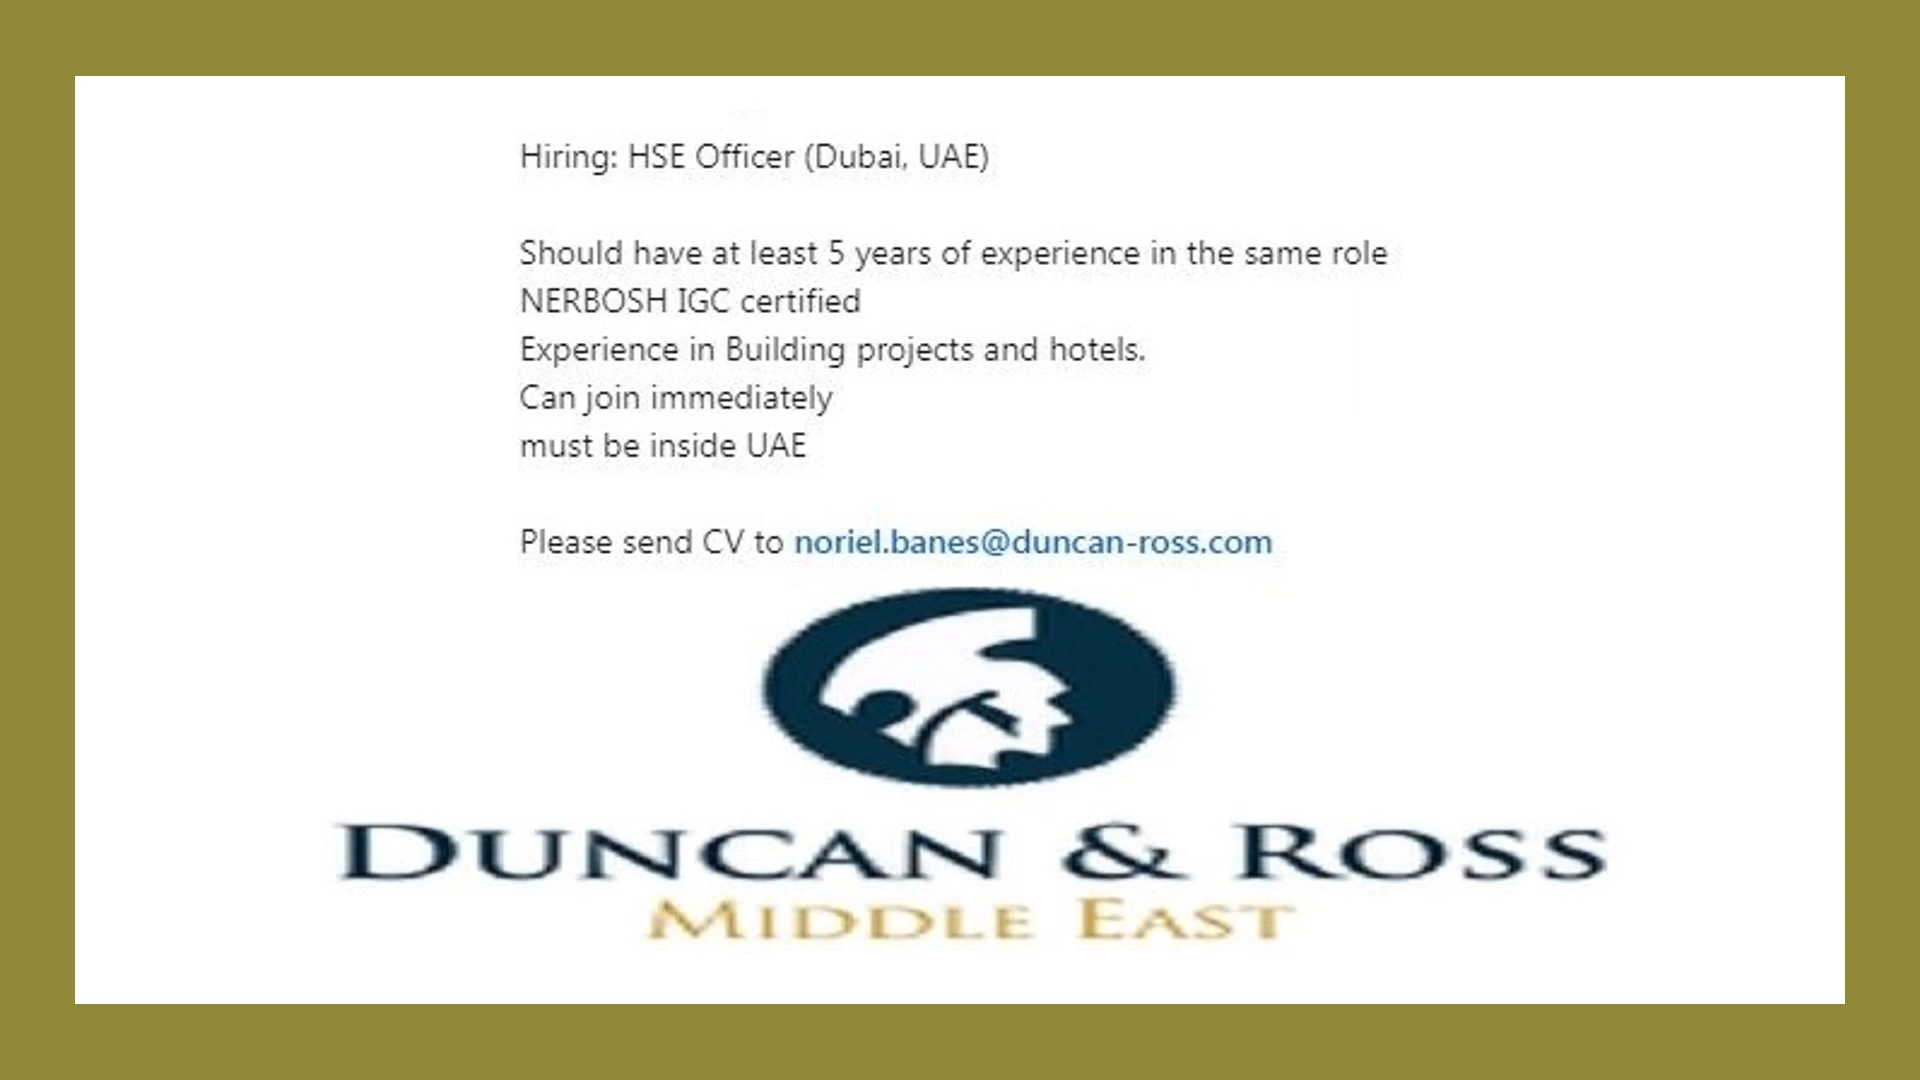 Hiring: HSE Officer (Dubai, UAE)
Should have at least 5 years of experience in the same role
NERBOSH IGC certified
Experience in Building projects and hotels.
Can join immediately
must be inside UAE
Please send CV to noriel.banes@duncan-ross.com
DUNCAN & ROSS
MIDDLE EAST